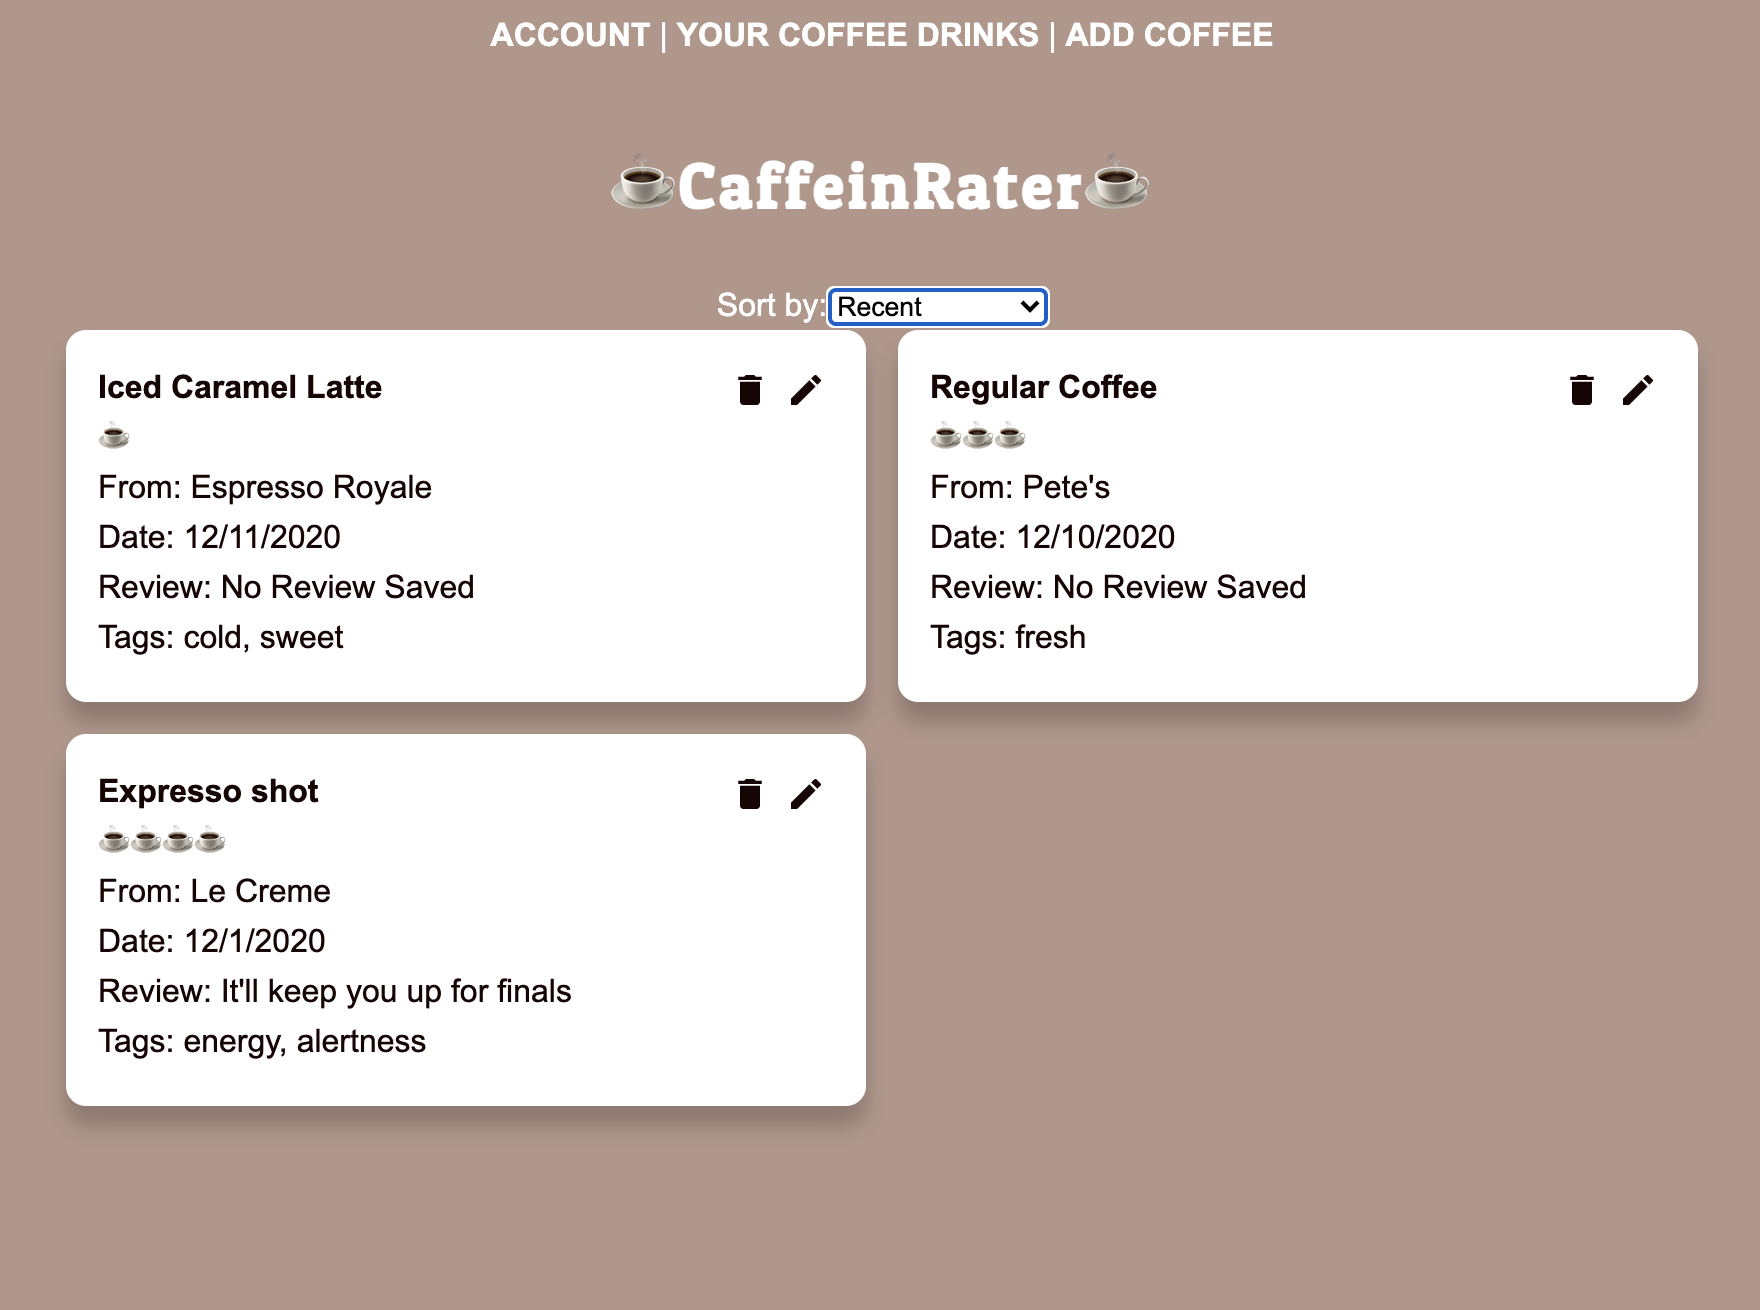 ACCOUNT | YOUR COFFEE DRINKS | ADD COFFEE
CaffeinRater
Sort by: Recent
Iced Caramel Latte
From: Espresso Royale
Date: 12/11/2020
Review: No Review Saved
Tags: cold, sweet
Regular Coffee
From: Pete's
Date: 12/10/2020
Review: No Review Saved
Tags: fresh
Expresso shot
From: Le Creme
Date: 12/1/2020
Review: It'll keep you up for finals
Tags: energy, alertness